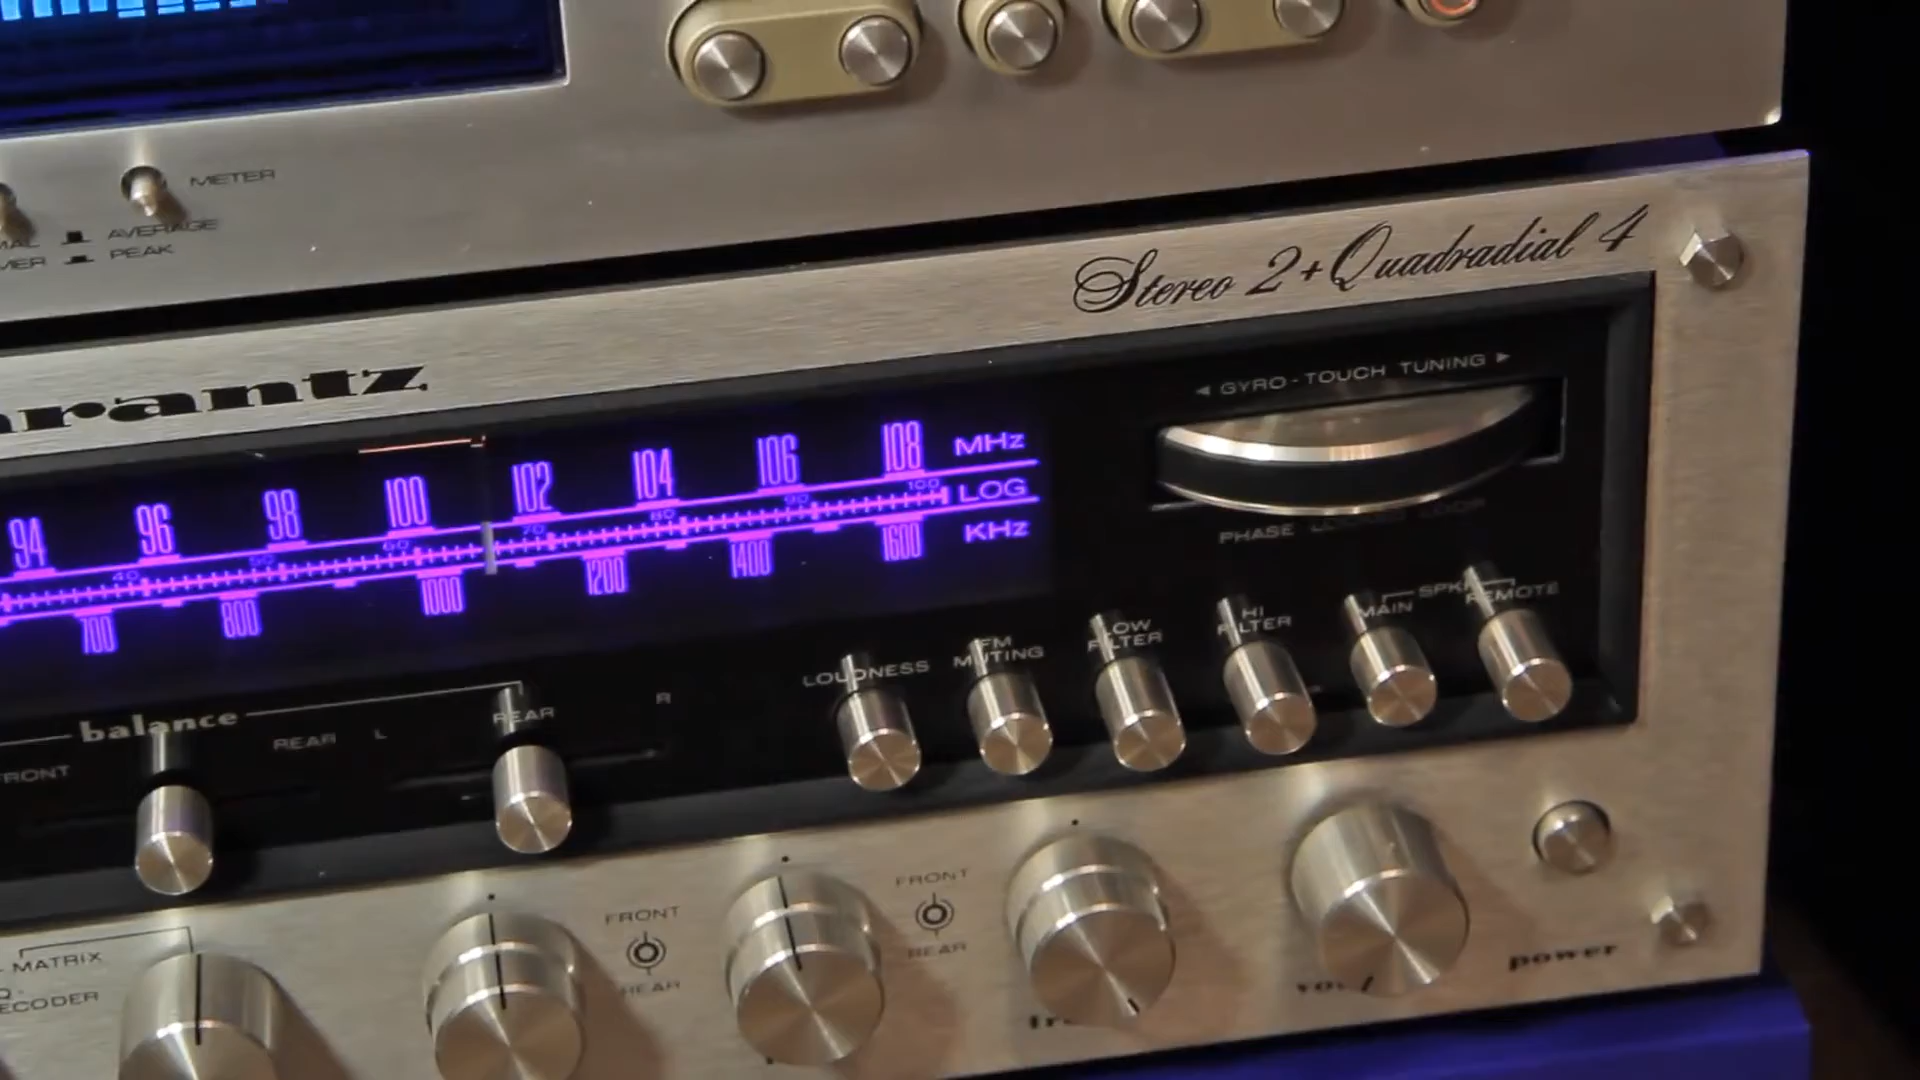 METER
AVERAGE
PEAK
Stereo 2+Quadradial 4
◄ GYRO-TOUCH TUNING ►
94 96 98 100 102 104 106 108 MHz
40 50 60 70 80 90 100 LOG
700 800 1000 1200 1400 1600 KHz
PHASE
SPKR
MAIN REMOTE
HI FILTER
LOW FILTER
FM MUTING
LOUDNESS
balance
REAR L REAR R
FRONT
FRONT
REAR
FRONT
REAR
MATRIX
power